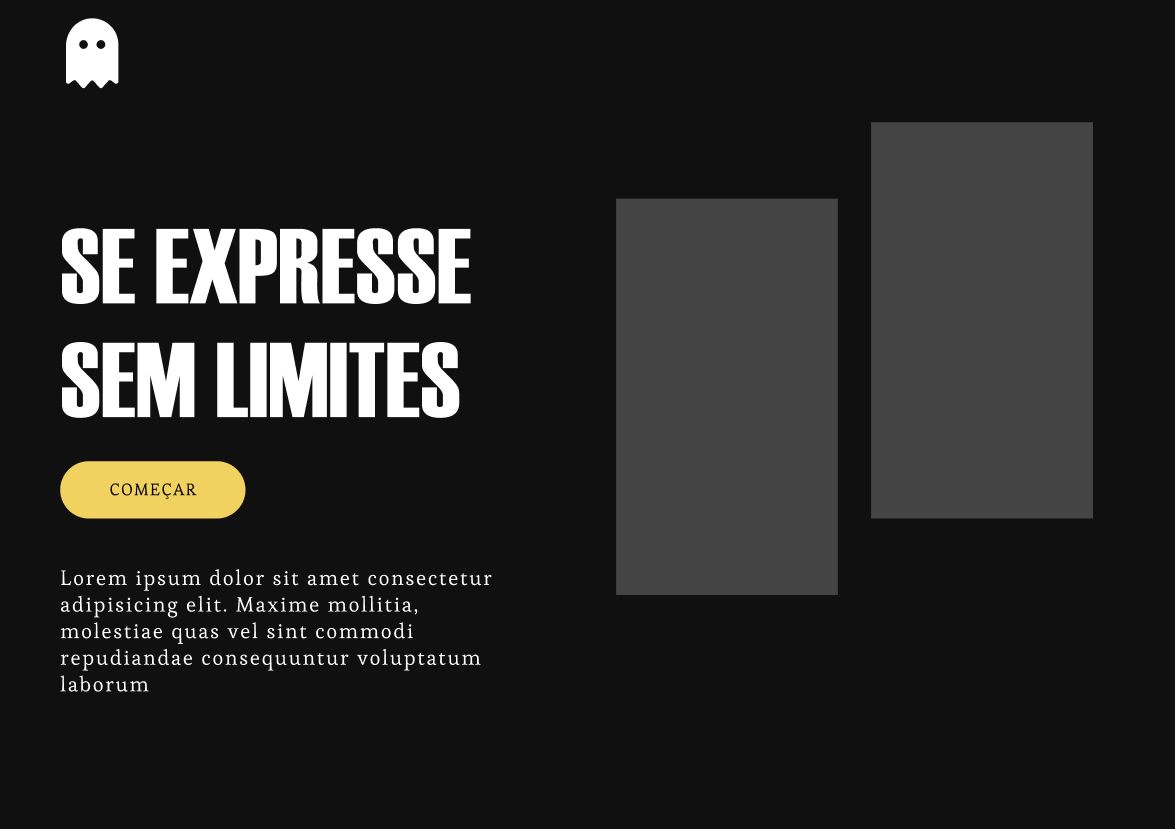 SE EXPRESSE
SEM LIMITES
COMEÇAR
Lorem ipsum dolor sit amet consectetur
adipisicing elit. Maxime mollitia,
molestiae quas vel sint commodi
repudiandae consequuntur voluptatum
laborum